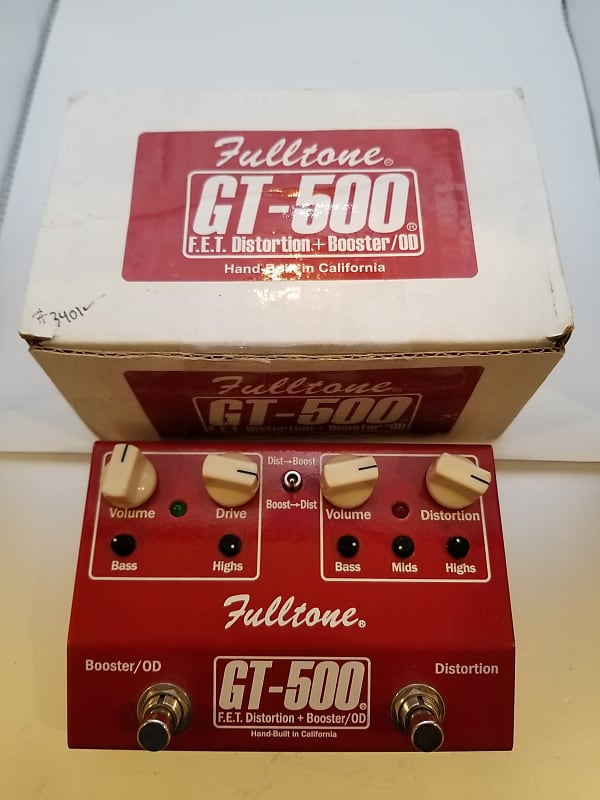 Fulltone®
GT-500®
F.E.T. Distortion + Booster/OD
Hand-Built in California
#3401
Fulltone®
GT-500
F.E.T. Distortion + Booster/OD
Dist→Boost
Boost→Dist
Volume Drive
Bass Highs
Volume Distortion
Bass Mids Highs
Fulltone®
Booster/OD
Distortion
GT-500®
F.E.T. Distortion + Booster/OD
Hand-Built in California